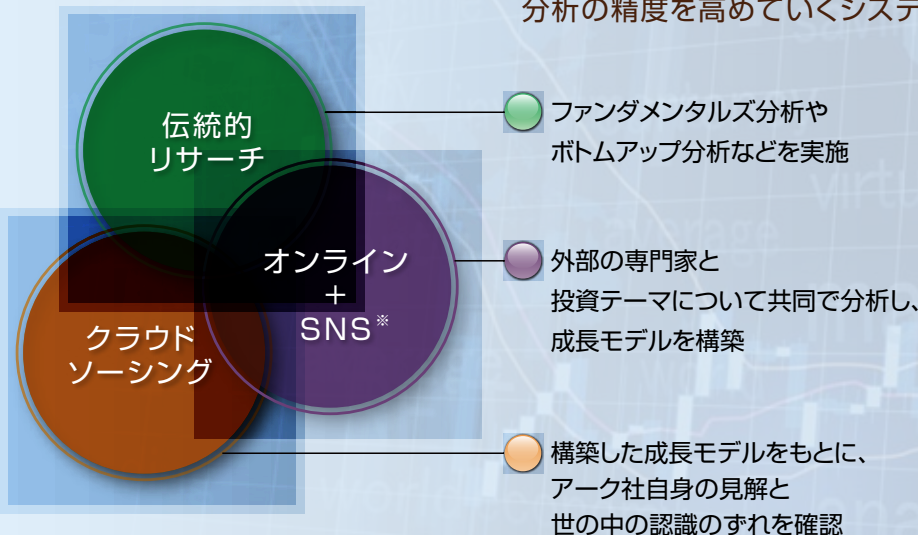 分析の精度を高めていくシステ
伝統的
リサーチ
ファンダメンタルズ分析や
ボトムアップ分析などを実施
オンライン
＋
SNS※
外部の専門家と
投資テーマについて共同で分析し、
成長モデルを構築
クラウド
ソーシング
構築した成長モデルをもとに、
アーク社自身の見解と
世の中の認識のずれを確認